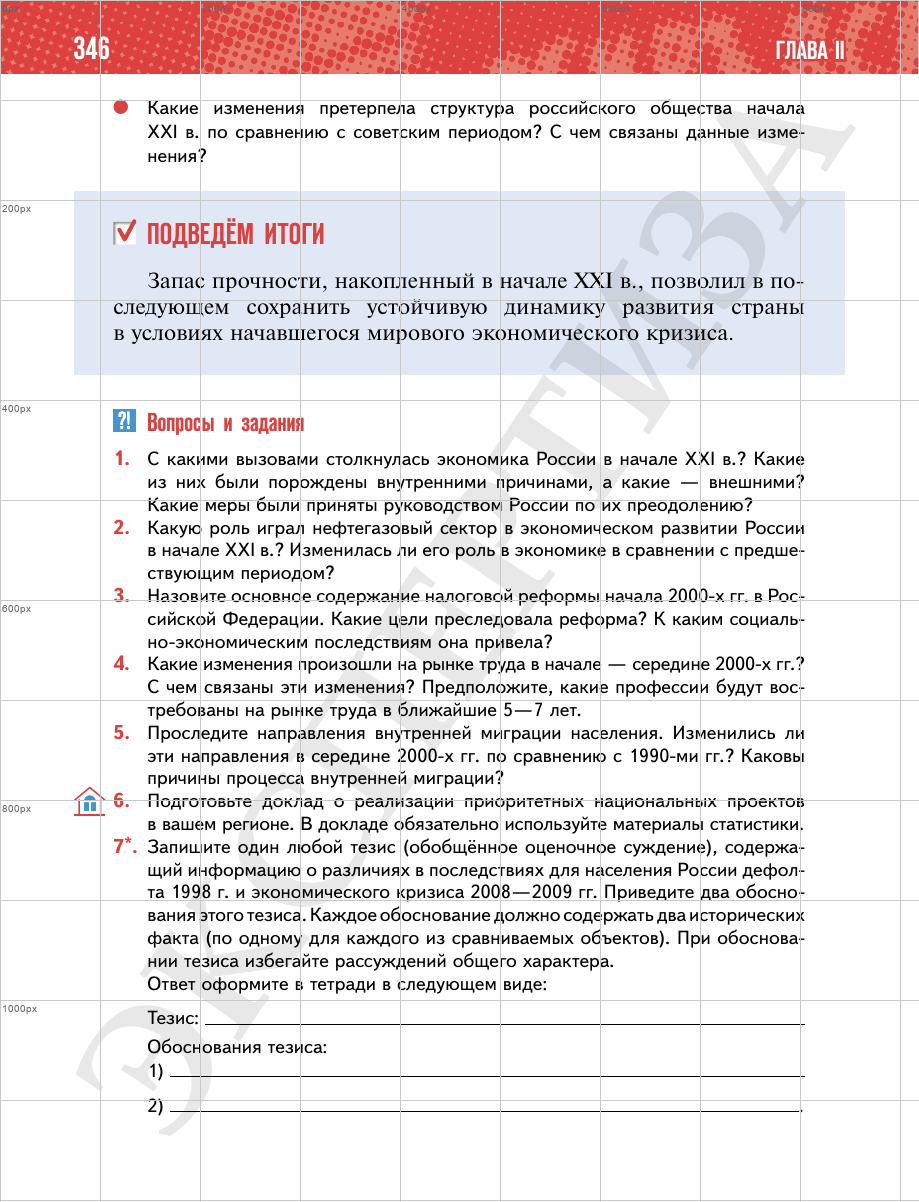 346
ГЛАВА II
Какие изменения претерпела структура российского общества начала
XXI в. по сравнению с советским периодом? С чем связаны данные изме-
нения?
200px
ПОДВЕДЁМ ИТОГИ
Запас прочности, накопленный в начале XXI в., позволил в по-
следующем сохранить устойчивую динамику развития страны
в условиях начавшегося мирового экономического кризиса.
400px
?! Вопросы и задания
1. С какими вызовами столкнулась экономика России в начале XXI в.? Какие
из них были порождены внутренними причинами, а какие — внешними?
Какие меры были приняты руководством России по их преодолению?
2. Какую роль играл нефтегазовый сектор в экономическом развитии России
в начале XXI в.? Изменилась ли его роль в экономике в сравнении с предше-
ствующим периодом?
3. Назовите основное содержание налоговой реформы начала 2000-х гг. в Рос-
600px
сийской Федерации. Какие цели преследовала реформа? К каким социаль-
но-экономическим последствиям она привела?
4. Какие изменения произошли на рынке труда в начале — середине 2000-х гг.?
С чем связаны эти изменения? Предположите, какие профессии будут вос-
требованы на рынке труда в ближайшие 5—7 лет.
5. Проследите направления внутренней миграции населения. Изменились ли
эти направления в середине 2000-х гг. по сравнению с 1990-ми гг.? Каковы
причины процесса внутренней миграции?
6. Подготовьте доклад о реализации приоритетных национальных проектов
800px
в вашем регионе. В докладе обязательно используйте материалы статистики.
7*. Запишите один любой тезис (обобщённое оценочное суждение), содержа-
щий информацию о различиях в последствиях для населения России дефол-
та 1998 г. и экономического кризиса 2008—2009 гг. Приведите два обосно-
вания этого тезиса. Каждое обоснование должно содержать два исторических
факта (по одному для каждого из сравниваемых объектов). При обоснова-
нии тезиса избегайте рассуждений общего характера.
Ответ оформите в тетради в следующем виде:
1000px
Тезис:
Обоснования тезиса:
1)
2) .
ЭКСПЕРТИЗА